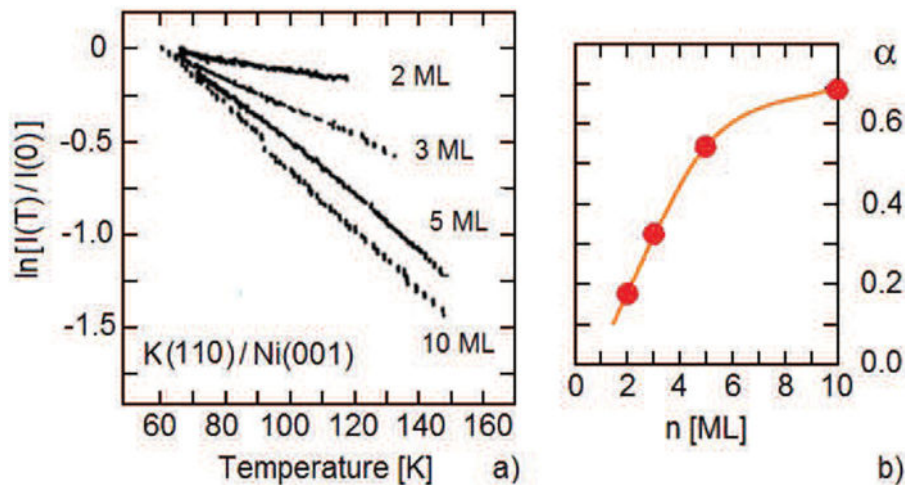 ln[I(T)/I(0)]
0
-0.5
-1.0
-1.5
2 ML
3 ML
5 ML
10 ML
K(110)/Ni(001)
60 80 100 120 140 160
Temperature [K]
a)
α
0.6
0.4
0.2
0.0
0 2 4 6 8 10
n [ML]
b)